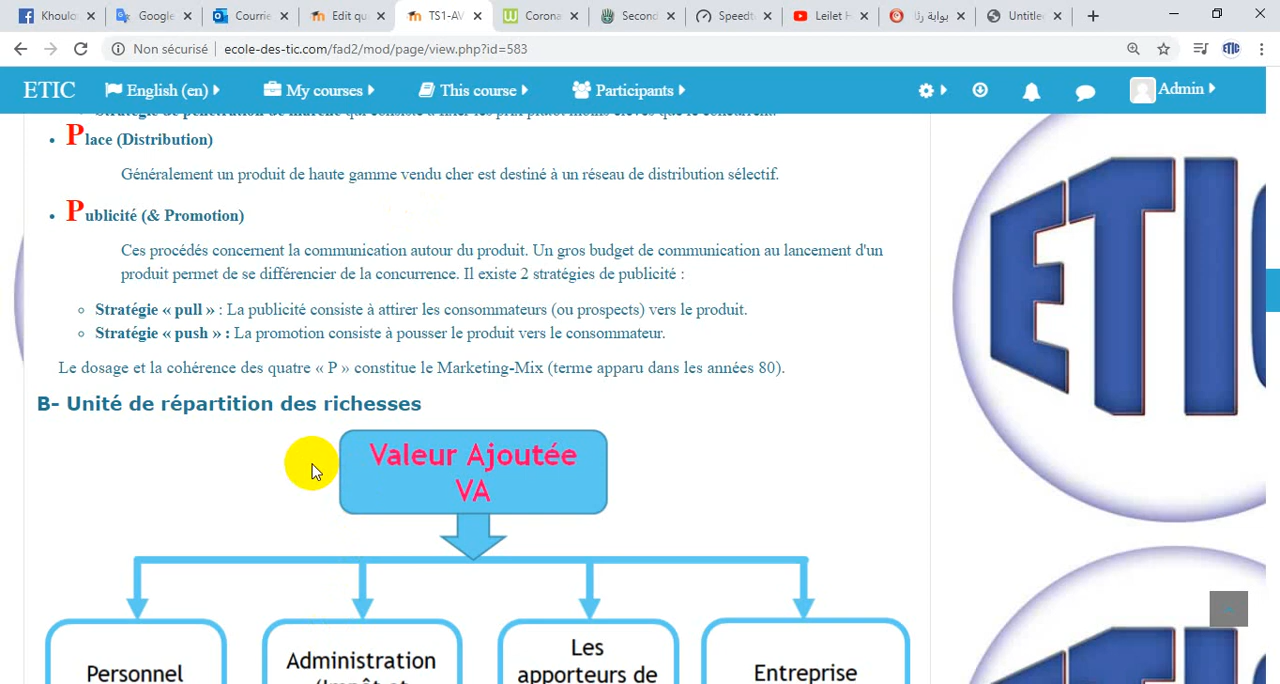 Khoulo
Google
Courrie
Edit qu
TS1-AV
Corona
Second
Speedt
Leilet H
بوابة رنا
Untitle
Non sécurisé
ecole-des-tic.com/fad2/mod/page/view.php?id=583
ETIC
ETIC English (en) My courses This course Participants Admin
Place (Distribution)
Généralement un produit de haute gamme vendu cher est destiné à un réseau de distribution sélectif.
Publicité (& Promotion)
Ces procédés concernent la communication autour du produit. Un gros budget de communication au lancement d'un
produit permet de se différencier de la concurrence. Il existe 2 stratégies de publicité :
Stratégie « pull » : La publicité consiste à attirer les consommateurs (ou prospects) vers le produit.
Stratégie « push » : La promotion consiste à pousser le produit vers le consommateur.
Le dosage et la cohérence des quatre « P » constitue le Marketing-Mix (terme apparu dans les années 80).
B- Unité de répartition des richesses
Valeur Ajoutée
VA
Personnel
Administration
(Impôt et
Les
apporteurs de
Entreprise
ETIC